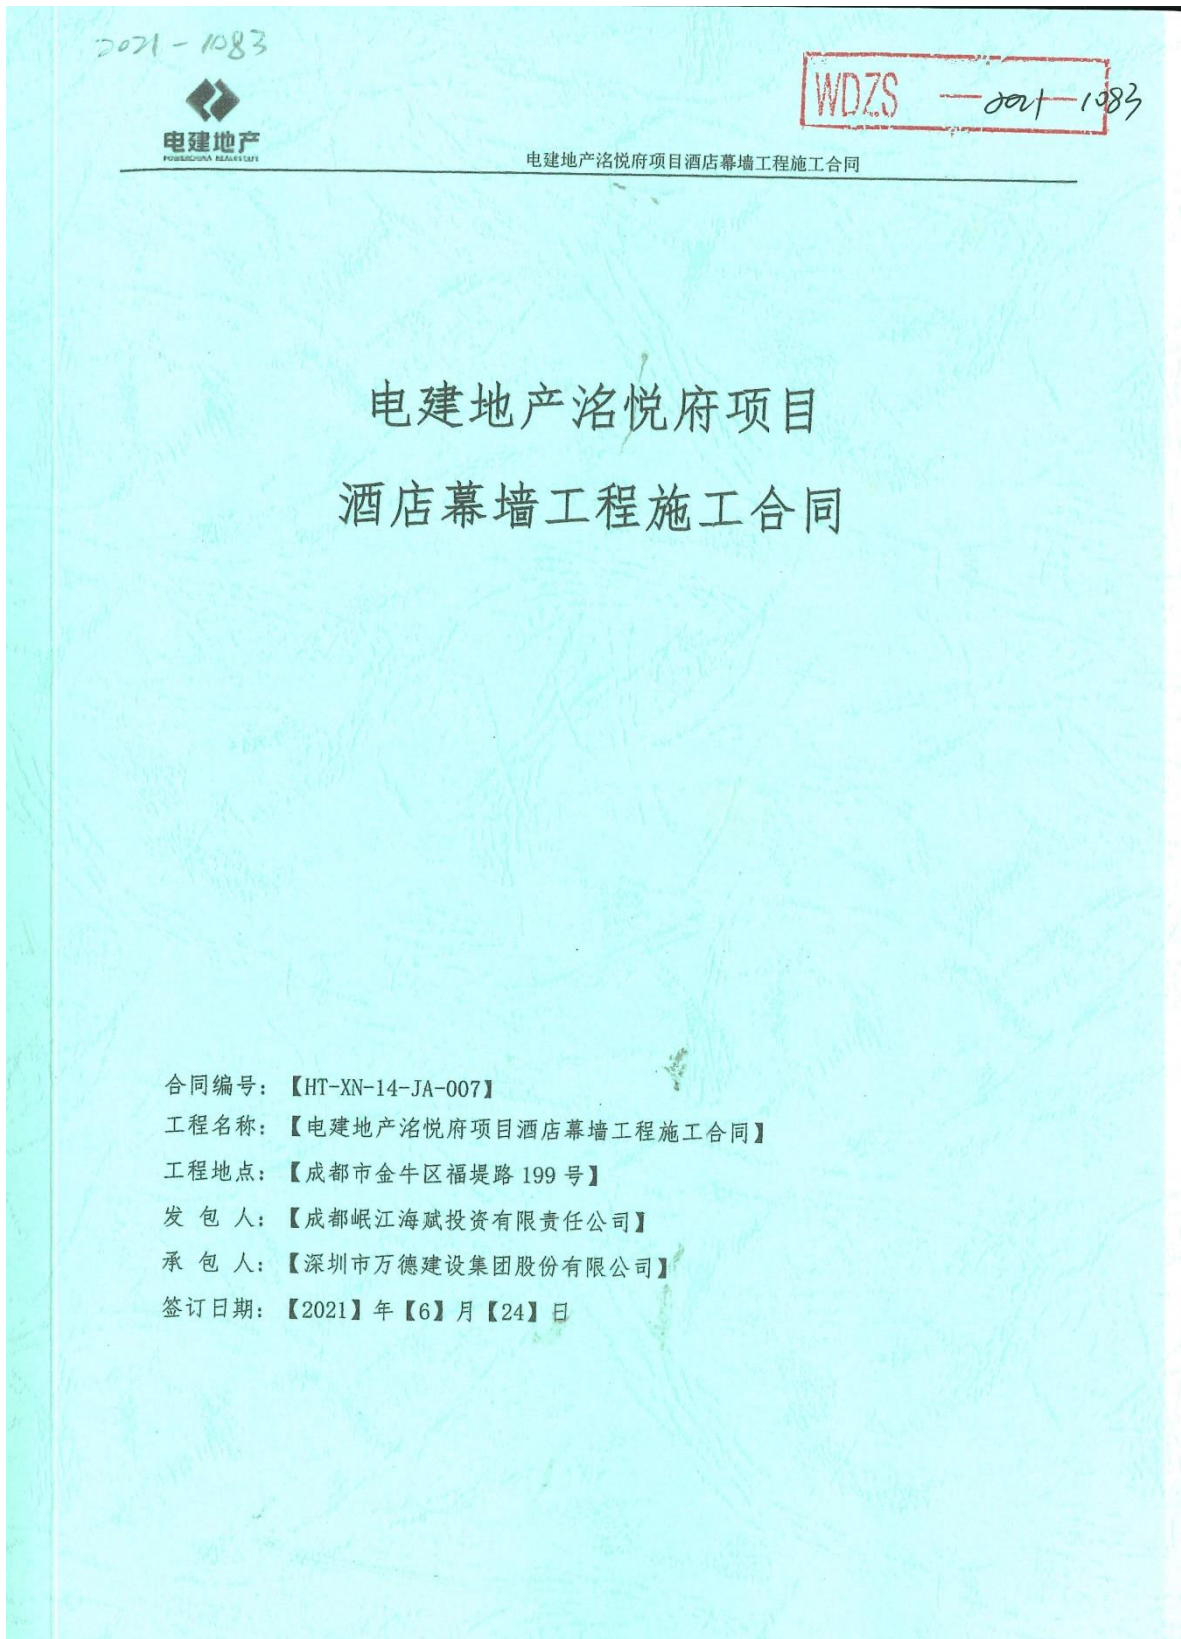 2021-1083
WDZS — 2021—1083
电建地产
POWERCHINA REAL ESTATE
电建地产洺悦府项目酒店幕墙工程施工合同
电建地产洺悦府项目
酒店幕墙工程施工合同
合同编号：【HT-XN-14-JA-007】
工程名称：【电建地产洺悦府项目酒店幕墙工程施工合同】
工程地点：【成都市金牛区福堤路 199 号】
发 包 人：【成都岷江海赋投资有限责任公司】
承 包 人：【深圳市万德建设集团股份有限公司】
签订日期：【2021】年【6】月【24】日